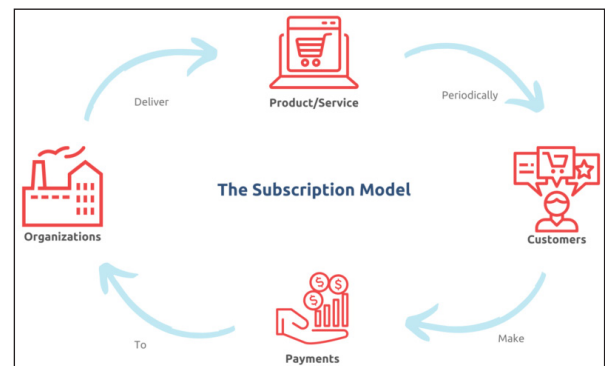 Deliver
Product/Service
Periodically
The Subscription Model
Organizations
Customers
To
Payments
Make